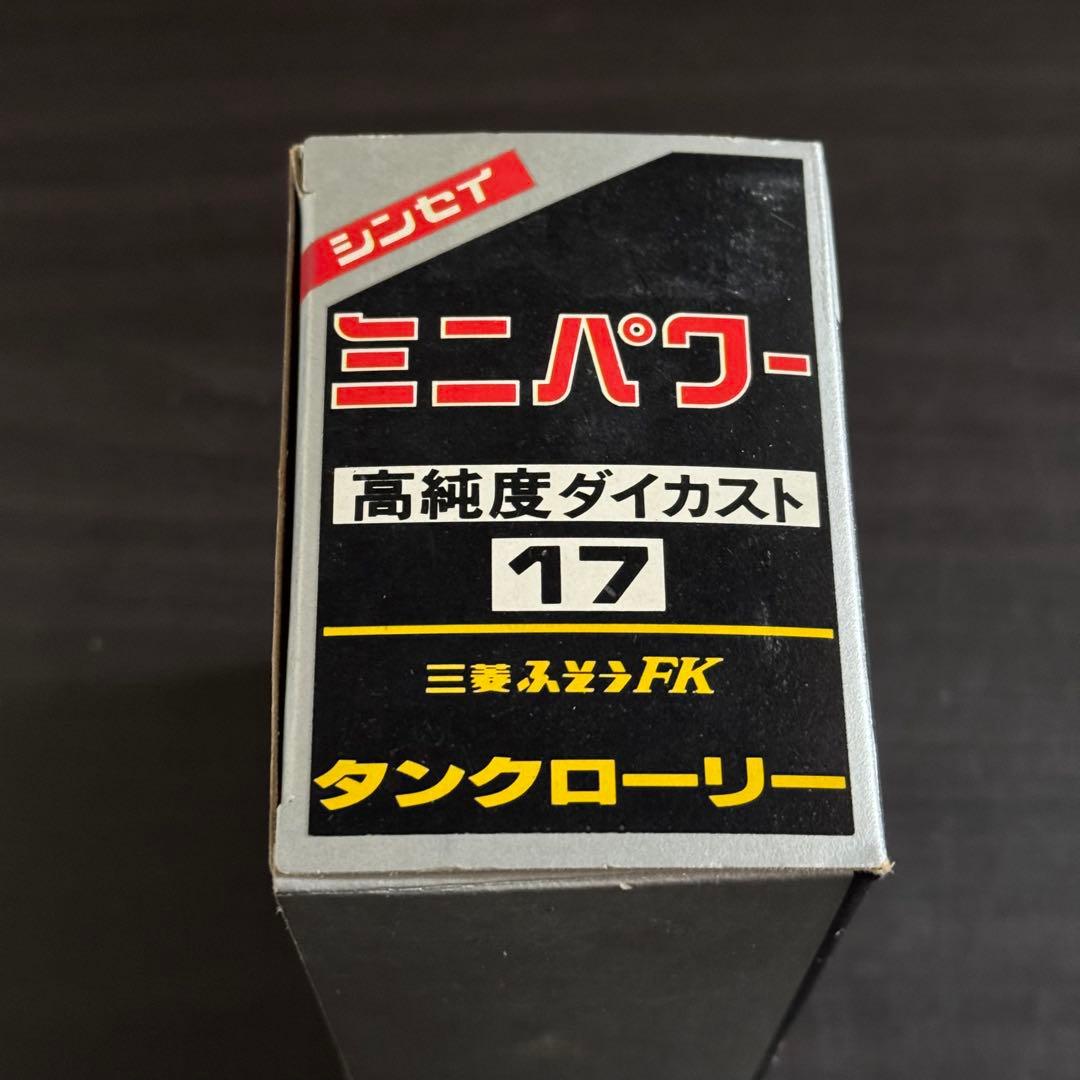 シンセイ
ミニパワー
高純度ダイカスト
17
三菱ふそうFK
タンクローリー